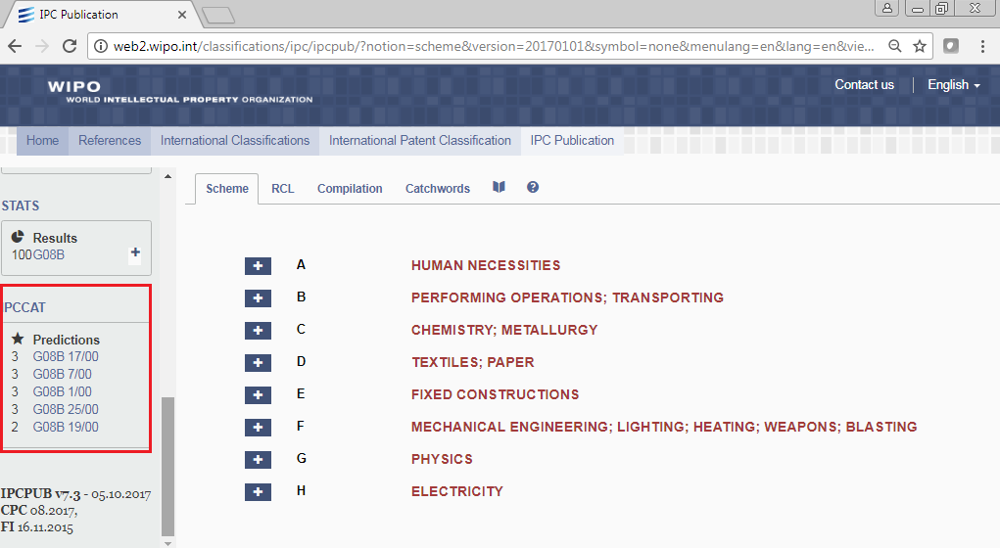 IPC Publication
web2.wipo.int/classifications/ipc/ipcpub/?notion=scheme&version=20170101&symbol=none&menulang=en&lang=en&vie...
WIPO
WORLD INTELLECTUAL PROPERTY ORGANIZATION
Contact us
English
Home References International Classifications International Patent Classification IPC Publication
Scheme RCL Compilation Catchwords
STATS
Results
100 G08B
IPCCAT
Predictions
3 G08B 17/00
3 G08B 7/00
3 G08B 1/00
3 G08B 25/00
2 G08B 19/00
IPCPUB v7.3 - 05.10.2017
CPC 08.2017,
FI 16.11.2015
A HUMAN NECESSITIES
B PERFORMING OPERATIONS; TRANSPORTING
C CHEMISTRY; METALLURGY
D TEXTILES; PAPER
E FIXED CONSTRUCTIONS
F MECHANICAL ENGINEERING; LIGHTING; HEATING; WEAPONS; BLASTING
G PHYSICS
H ELECTRICITY